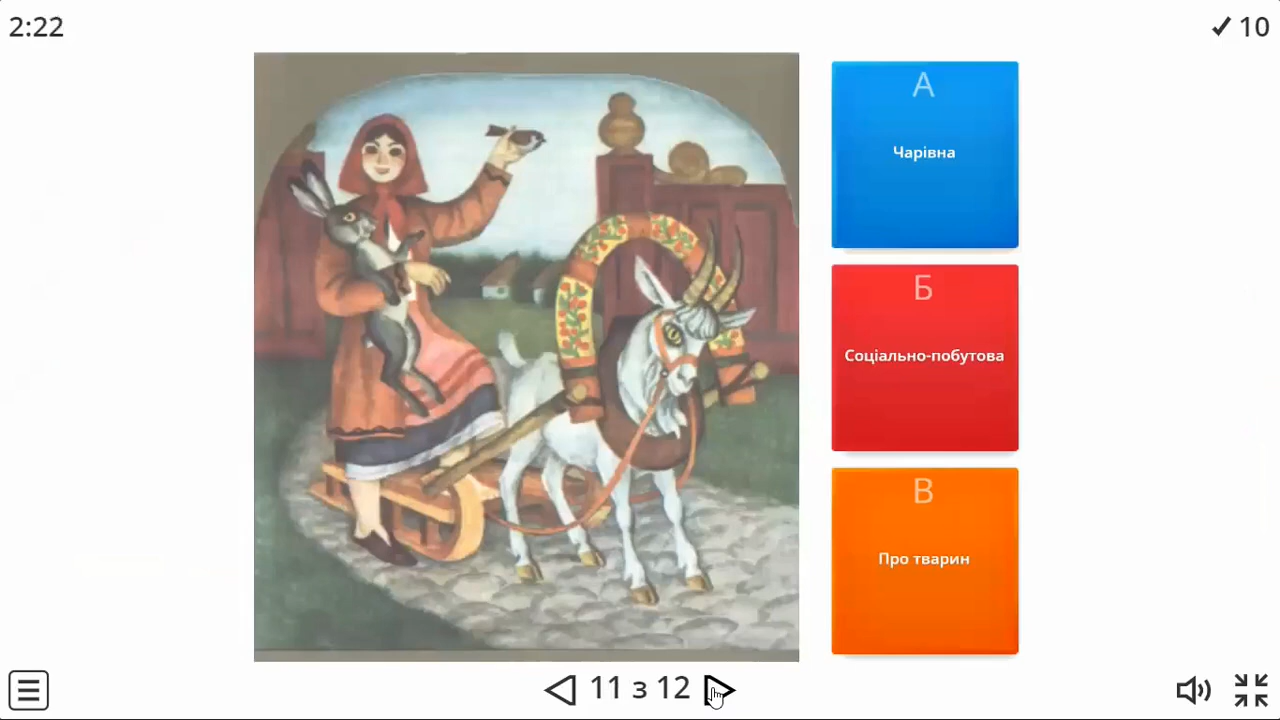 2:22
✓ 10
А
Чарівна
Б
Соціально-побутова
В
Про тварин
11 з 12